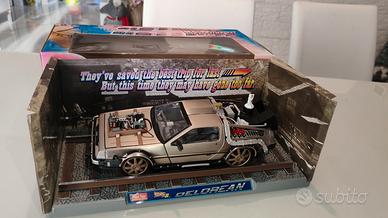 They've saved the best trip for last
But this time they may have gone too far
DELOREAN
subito